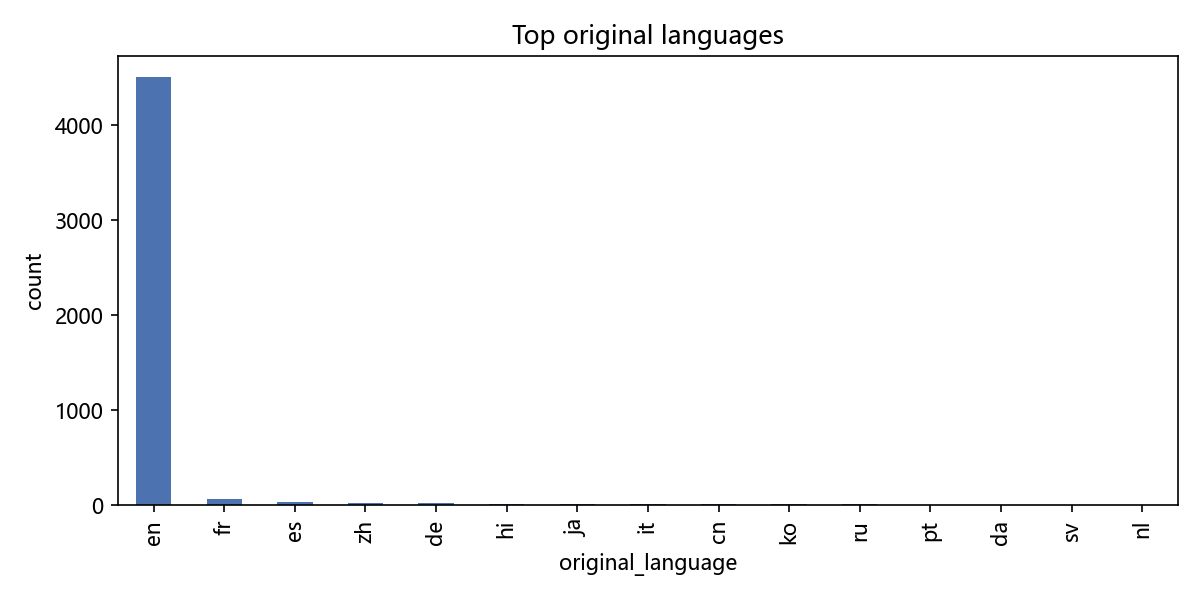 Top original languages
4000
3000
2000
1000
0
count
en fr es zh de hi ja it cn ko ru pt da sv nl
original_language